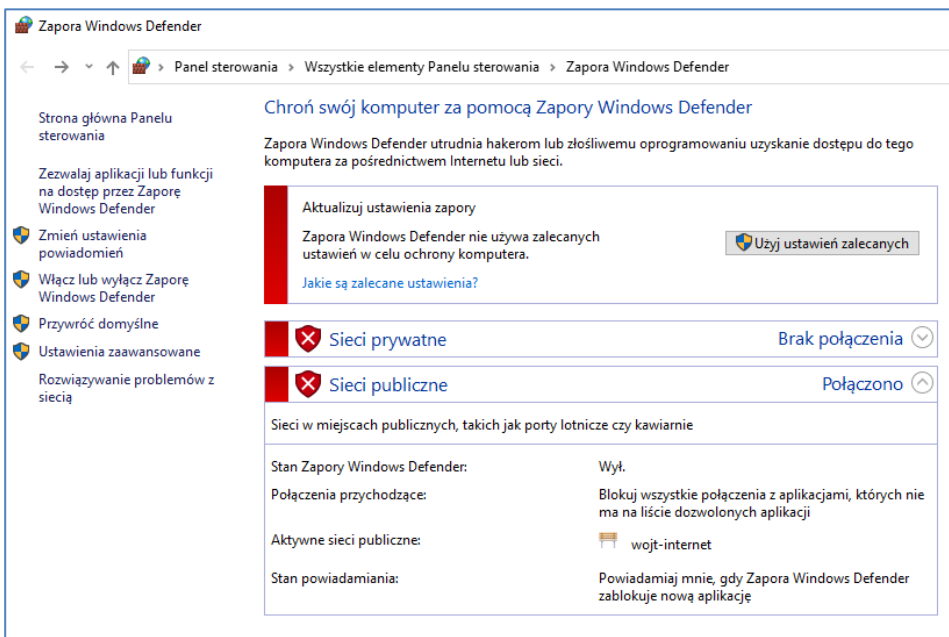 Zapora Windows Defender
Panel sterowania > Wszystkie elementy Panelu sterowania > Zapora Windows Defender
Strona główna Panelu
sterowania
Zezwalaj aplikacji lub funkcji
na dostęp przez Zaporę
Windows Defender
Zmień ustawienia
powiadomień
Włącz lub wyłącz Zaporę
Windows Defender
Przywróć domyślne
Ustawienia zaawansowane
Rozwiązywanie problemów z
siecią
Chroń swój komputer za pomocą Zapory Windows Defender
Zapora Windows Defender utrudnia hakerom lub złośliwemu oprogramowaniu uzyskanie dostępu do tego
komputera za pośrednictwem Internetu lub sieci.
Aktualizuj ustawienia zapory
Zapora Windows Defender nie używa zalecanych
ustawień w celu ochrony komputera.
Użyj ustawień zalecanych
Jakie są zalecane ustawienia?
Sieci prywatne Brak połączenia
Sieci publiczne Połączono
Sieci w miejscach publicznych, takich jak porty lotnicze czy kawiarnie
Stan Zapory Windows Defender: Wył.
Połączenia przychodzące: Blokuj wszystkie połączenia z aplikacjami, których nie
ma na liście dozwolonych aplikacji
Aktywne sieci publiczne: wojt-internet
Stan powiadamiania: Powiadamiaj mnie, gdy Zapora Windows Defender
zablokuje nową aplikację